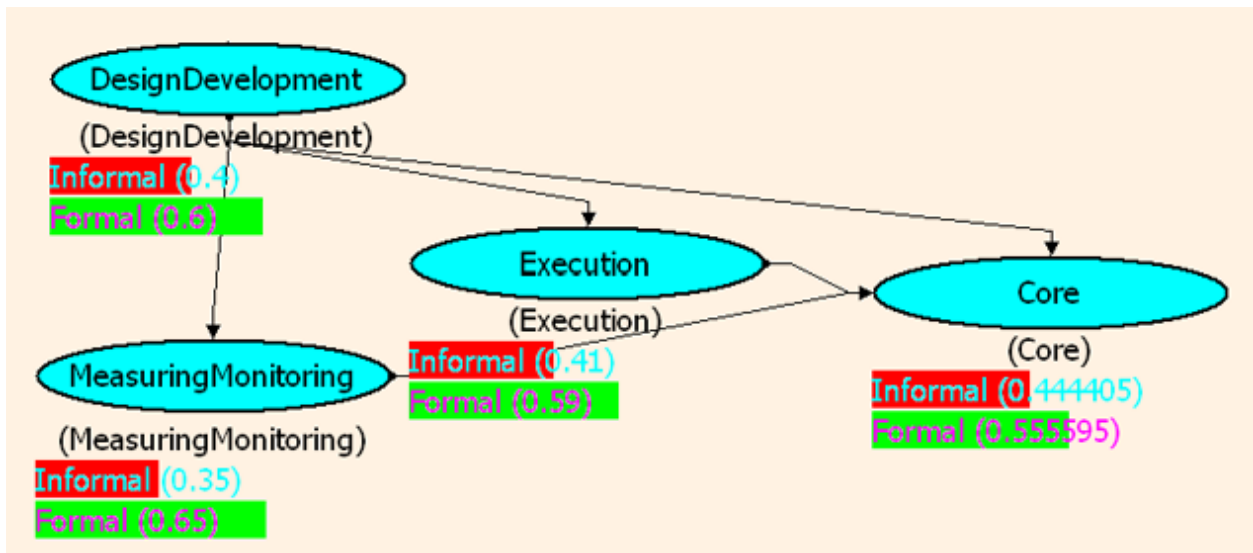 DesignDevelopment
(DesignDevelopment)
Informal (0.4)
Formal (0.6)
Execution
(Execution)
Informal (0.41)
Formal (0.59)
Core
(Core)
Informal (0.444405)
Formal (0.555595)
MeasuringMonitoring
(MeasuringMonitoring)
Informal (0.35)
Formal (0.65)